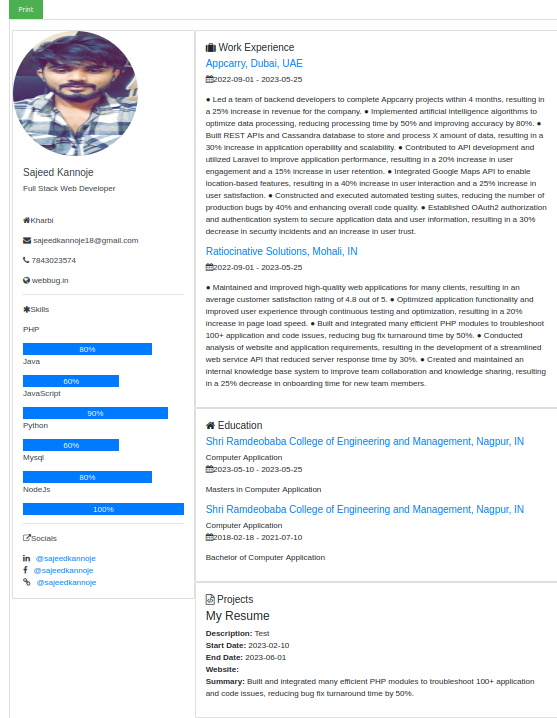 Print
Sajeed Kannoje
Full Stack Web Developer
Kharbi
sajeedkannoje18@gmail.com
7843023574
webbug.in
Skills
PHP
80%
Java
60%
JavaScript
90%
Python
60%
Mysql
80%
NodeJs
100%
Socials
@sajeedkannoje
@sajeedkannoje
@sajeedkannoje
Work Experience
Appcarry, Dubai, UAE
2022-09-01 - 2023-05-25
● Led a team of backend developers to complete Appcarry projects within 4 months, resulting in
a 25% increase in revenue for the company. ● Implemented artificial intelligence algorithms to
optimize data processing, reducing processing time by 50% and improving accuracy by 80%. ●
Built REST APIs and Cassandra database to store and process X amount of data, resulting in a
30% increase in application operability and scalability. ● Contributed to API development and
utilized Laravel to improve application performance, resulting in a 20% increase in user
engagement and a 15% increase in user retention. ● Integrated Google Maps API to enable
location-based features, resulting in a 40% increase in user interaction and a 25% increase in
user satisfaction. ● Constructed and executed automated testing suites, reducing the number of
production bugs by 40% and enhancing overall code quality. ● Established OAuth2 authorization
and authentication system to secure application data and user information, resulting in a 30%
decrease in security incidents and an increase in user trust.
Ratiocinative Solutions, Mohali, IN
2022-09-01 - 2023-05-25
● Maintained and improved high-quality web applications for many clients, resulting in an
average customer satisfaction rating of 4.8 out of 5. ● Optimized application functionality and
improved user experience through continuous testing and optimization, resulting in a 20%
increase in page load speed. ● Built and integrated many efficient PHP modules to troubleshoot
100+ application and code issues, reducing bug fix turnaround time by 50%. ● Conducted
analysis of website and application requirements, resulting in the development of a streamlined
web service API that reduced server response time by 30%. ● Created and maintained an
internal knowledge base system to improve team collaboration and knowledge sharing, resulting
in a 25% decrease in onboarding time for new team members.
Education
Shri Ramdeobaba College of Engineering and Management, Nagpur, IN
Computer Application
2023-05-10 - 2023-05-25
Masters in Computer Application
Shri Ramdeobaba College of Engineering and Management, Nagpur, IN
Computer Application
2018-02-18 - 2021-07-10
Bachelor of Computer Application
Projects
My Resume
Description: Test
Start Date: 2023-02-10
End Date: 2023-06-01
Website:
Summary: Built and integrated many efficient PHP modules to troubleshoot 100+ application
and code issues, reducing bug fix turnaround time by 50%.